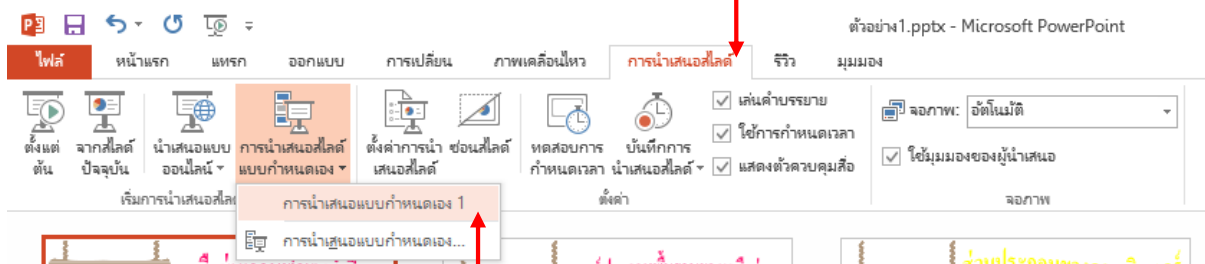 ตัวอย่าง1.pptx - Microsoft PowerPoint
ไฟล์ หน้าแรก แทรก ออกแบบ การเปลี่ยน ภาพเคลื่อนไหว การนำเสนอสไลด์ รีวิว มุมมอง
ตั้งแต่ต้น
จากสไลด์ปัจจุบัน
นำเสนอแบบออนไลน์
การนำเสนอสไลด์แบบกำหนดเอง
ตั้งค่าการนำเสนอสไลด์
ซ่อนสไลด์
ทดสอบการกำหนดเวลา
บันทึกการนำเสนอสไลด์
เล่นคำบรรยาย
ใช้การกำหนดเวลา
แสดงตัวควบคุมสื่อ
จอภาพ: อัตโนมัติ
ใช้มุมมองของผู้นำเสนอ
เริ่มการนำเสนอสไล
ตั้งค่า
จอภาพ
การนำเสนอแบบกำหนดเอง 1
การนำเสนอแบบกำหนดเอง...